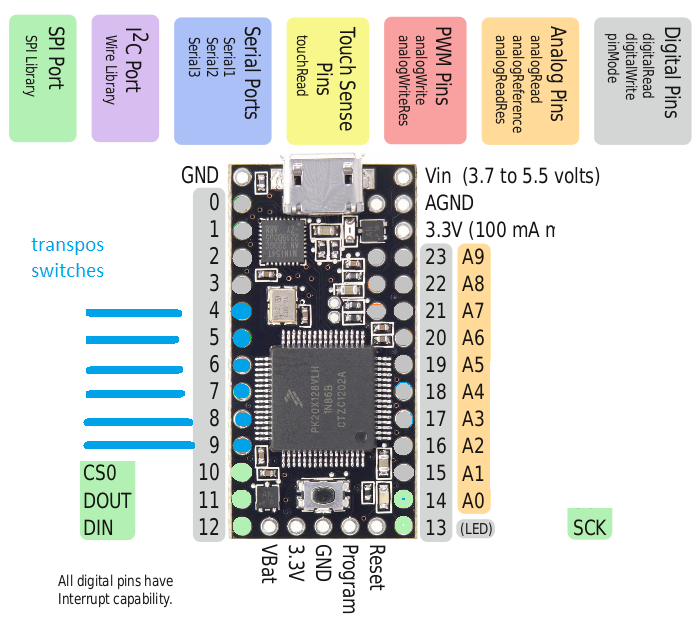 SPI Port
SPI Library
I²C Port
Wire Library
Serial Ports
Serial1
Serial2
Serial3
Touch Sense
Pins
touchRead
PWM Pins
analogWrite
analogWriteRes
Analog Pins
analogRead
analogReference
analogReadRes
Digital Pins
digitalRead
digitalWrite
pinMode
GND
Vin (3.7 to 5.5 volts)
0
AGND
1
3.3V (100 mA m
transpos
switches
2
23 A9
3
22 A8
4
21 A7
5
20 A6
6
19 A5
7
18 A4
8
17 A3
9
16 A2
CS0 10
15 A1
DOUT 11
14 A0
DIN 12
13 (LED)
SCK
PK20X128VLH
1N86B
CTZC1202A
VBat
3.3V
GND
Program
Reset
All digital pins have
Interrupt capability.